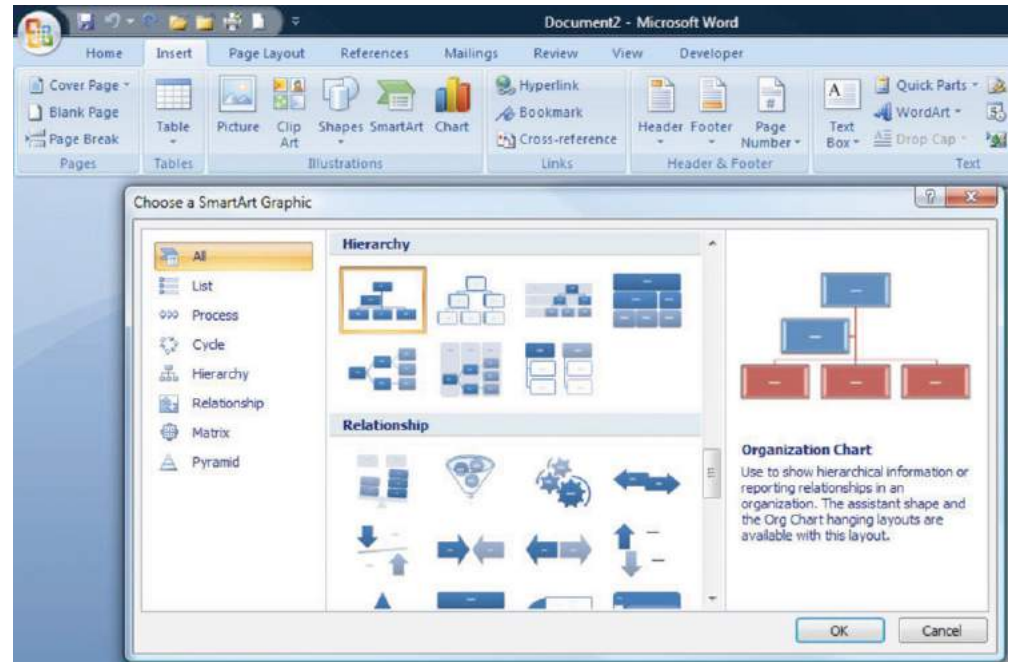 Document2 - Microsoft Word
Home Insert Page Layout References Mailings Review View Developer
Cover Page
Blank Page
Page Break
Pages
Table
Tables
Picture Clip Art Shapes SmartArt Chart
Illustrations
Hyperlink
Bookmark
Cross-reference
Links
Header Footer Page Number
Header & Footer
A
Text Box
Quick Parts
WordArt
Drop Cap
Text
Choose a SmartArt Graphic
All
List
Process
Cycle
Hierarchy
Relationship
Matrix
Pyramid
Hierarchy
Relationship
Organization Chart
Use to show hierarchical information or
reporting relationships in an
organization. The assistant shape and
the Org Chart hanging layouts are
available with this layout.
OK Cancel